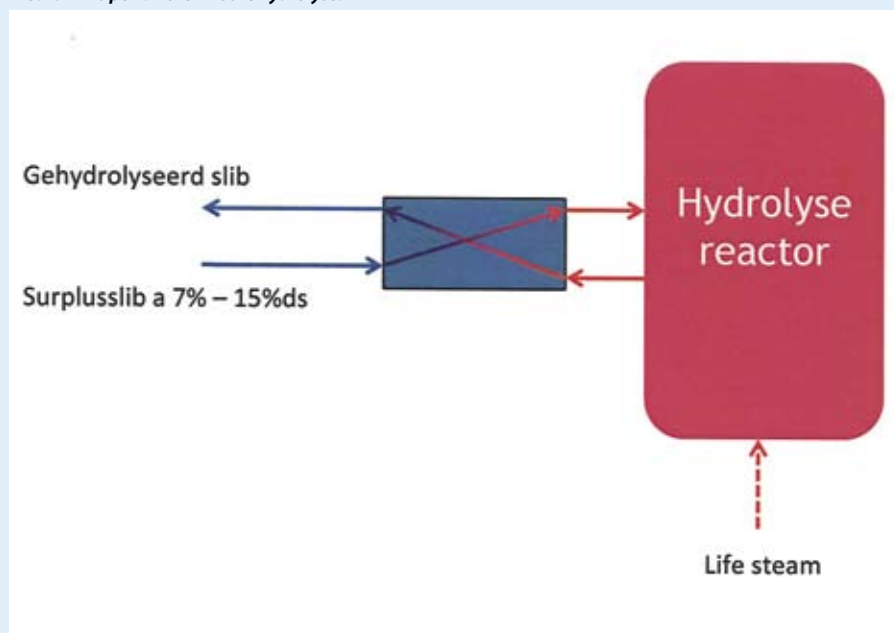 Gehydrolyseerd slib
Hydrolyse
reactor
Surplusslib a 7% – 15%ds
Life steam